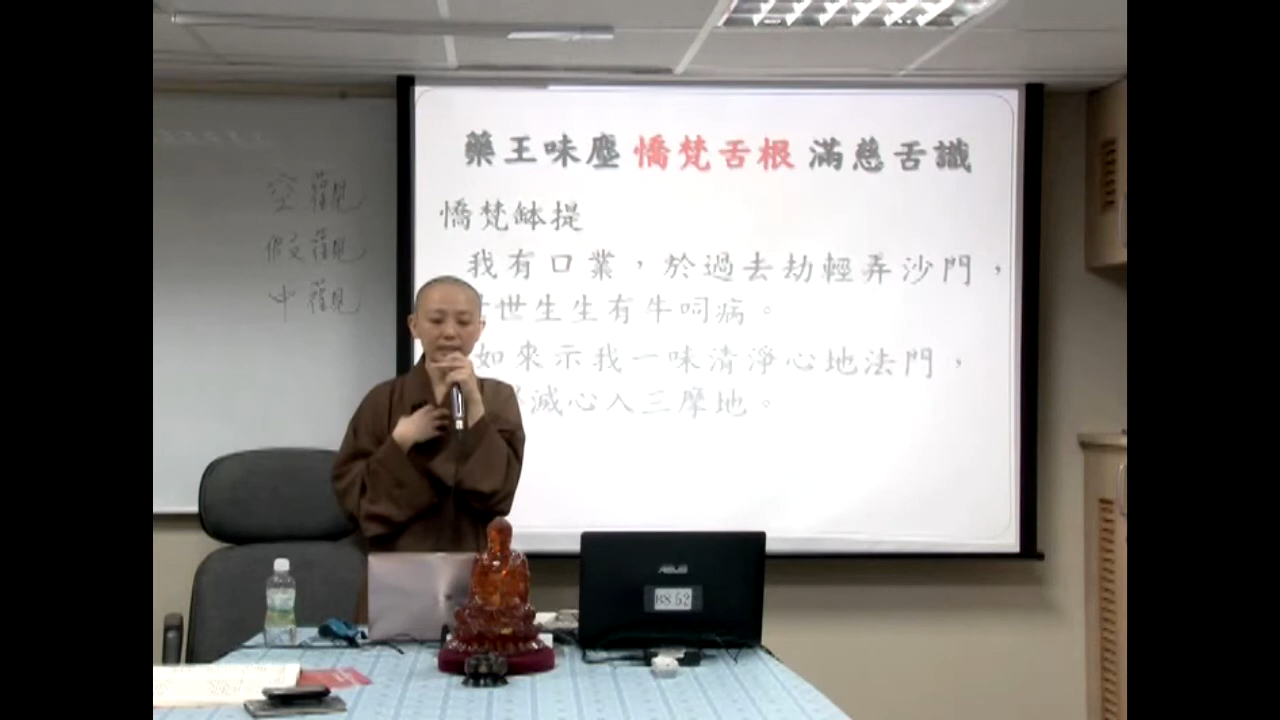 空觀
假觀
中觀
藥王味塵 憍梵舌根 滿慈舌識
憍梵缽提
我有口業，於過去劫輕弄沙門，
世生生有牛呞病。
如來示我一味清淨心地法門，
滅心入三摩地。
ASUS
BS 52